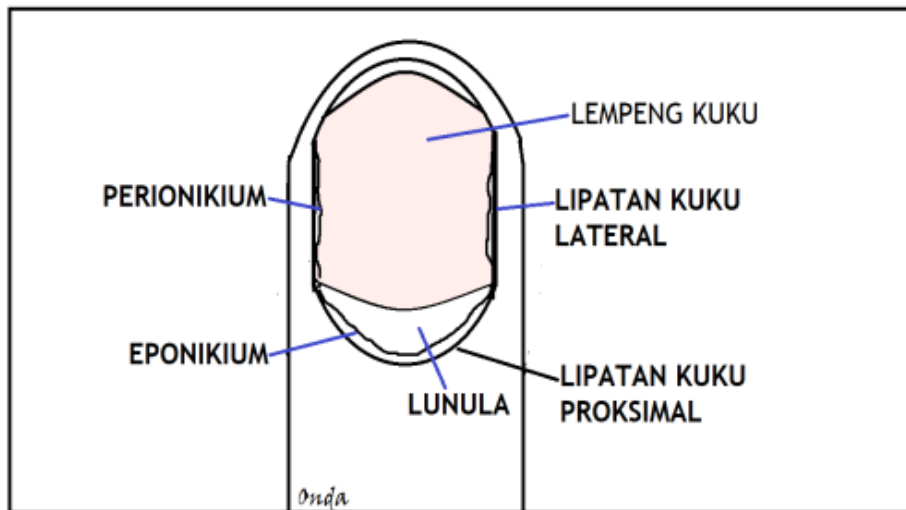 LEMPENG KUKU
PERIONIKIUM
LIPATAN KUKU
LATERAL
EPONIKIUM
LUNULA
LIPATAN KUKU
PROKSIMAL
Onda